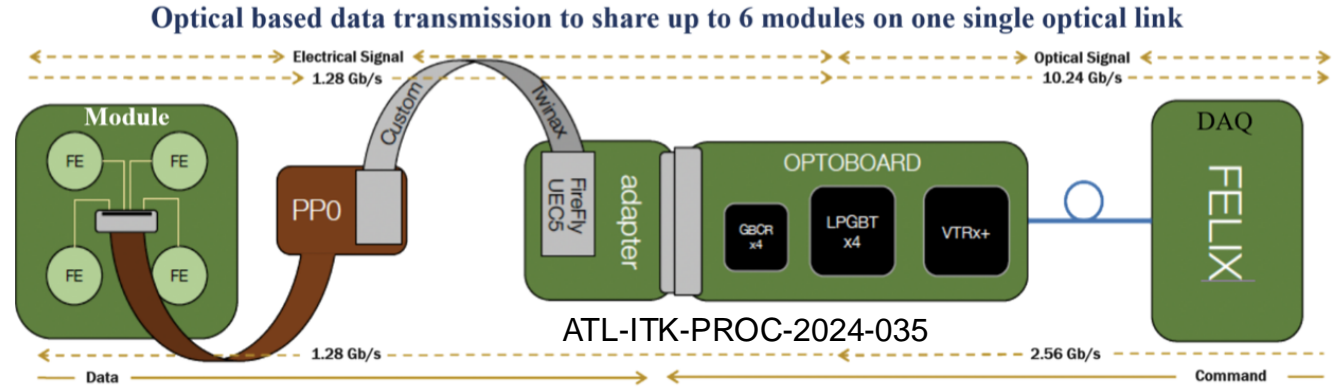 Optical based data transmission to share up to 6 modules on one single optical link
Electrical Signal
1.28 Gb/s
Optical Signal
10.24 Gb/s
Module
FE
FE
FE
FE
PP0
Custom
Twinax
FireFly
UEC5
adapter
OPTOBOARD
GBCR
x4
LPGBT
x4
VTRx+
DAQ
FELIX
ATL-ITK-PROC-2024-035
1.28 Gb/s
2.56 Gb/s
Data
Command